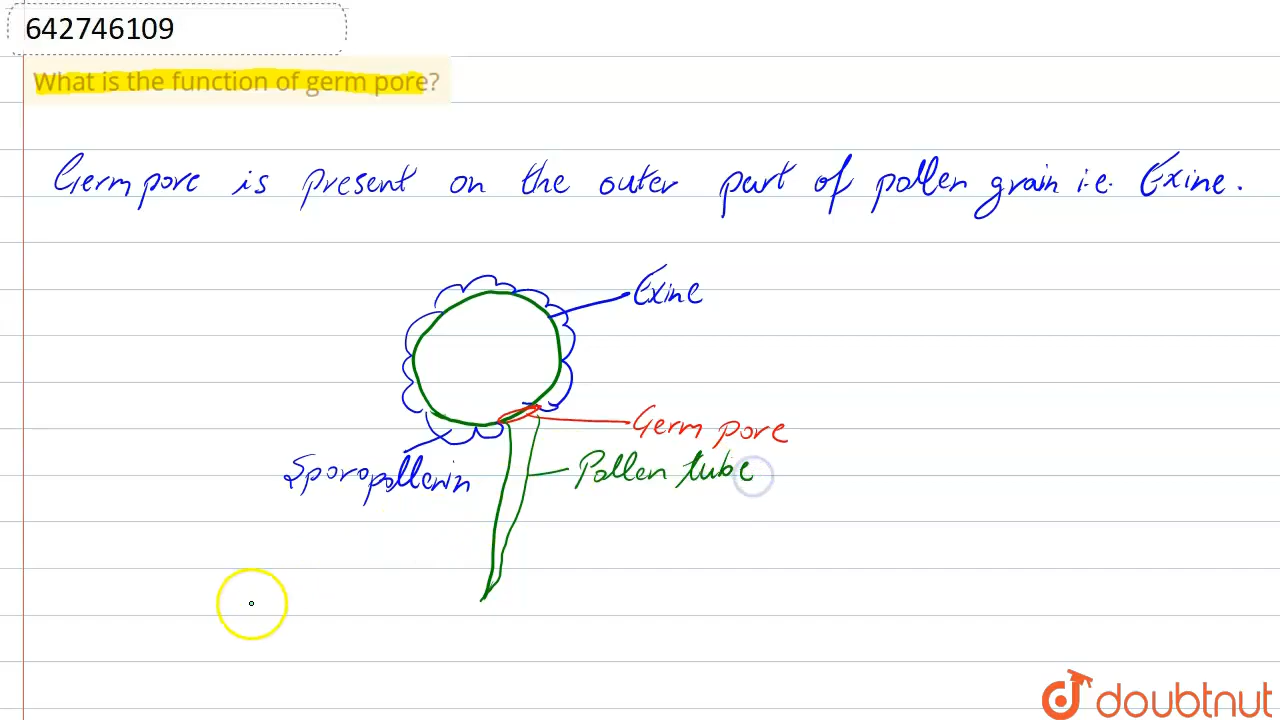 642746109
What is the function of germ pore?
Germ pore is present on the outer part of pollen grain i.e. Exine.
Exine
Germ pore
Pollen tube
Sporopollenin
doubtnut